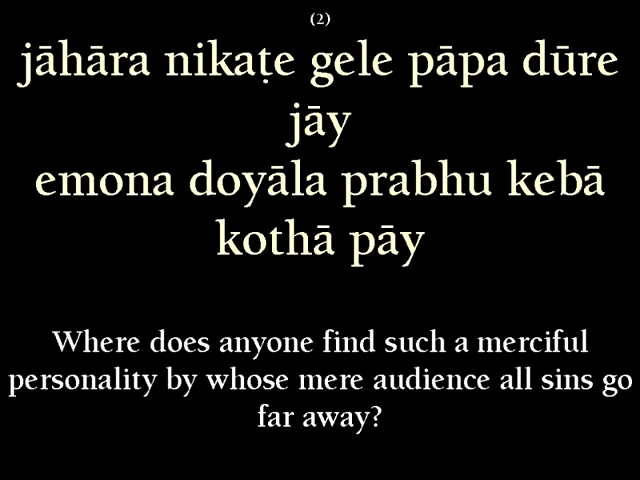 (2)
jāhāra nikaṭe gele pāpa dūre
jāy
emona doyāla prabhu kebā
kothā pāy
Where does anyone find such a merciful
personality by whose mere audience all sins go
far away?